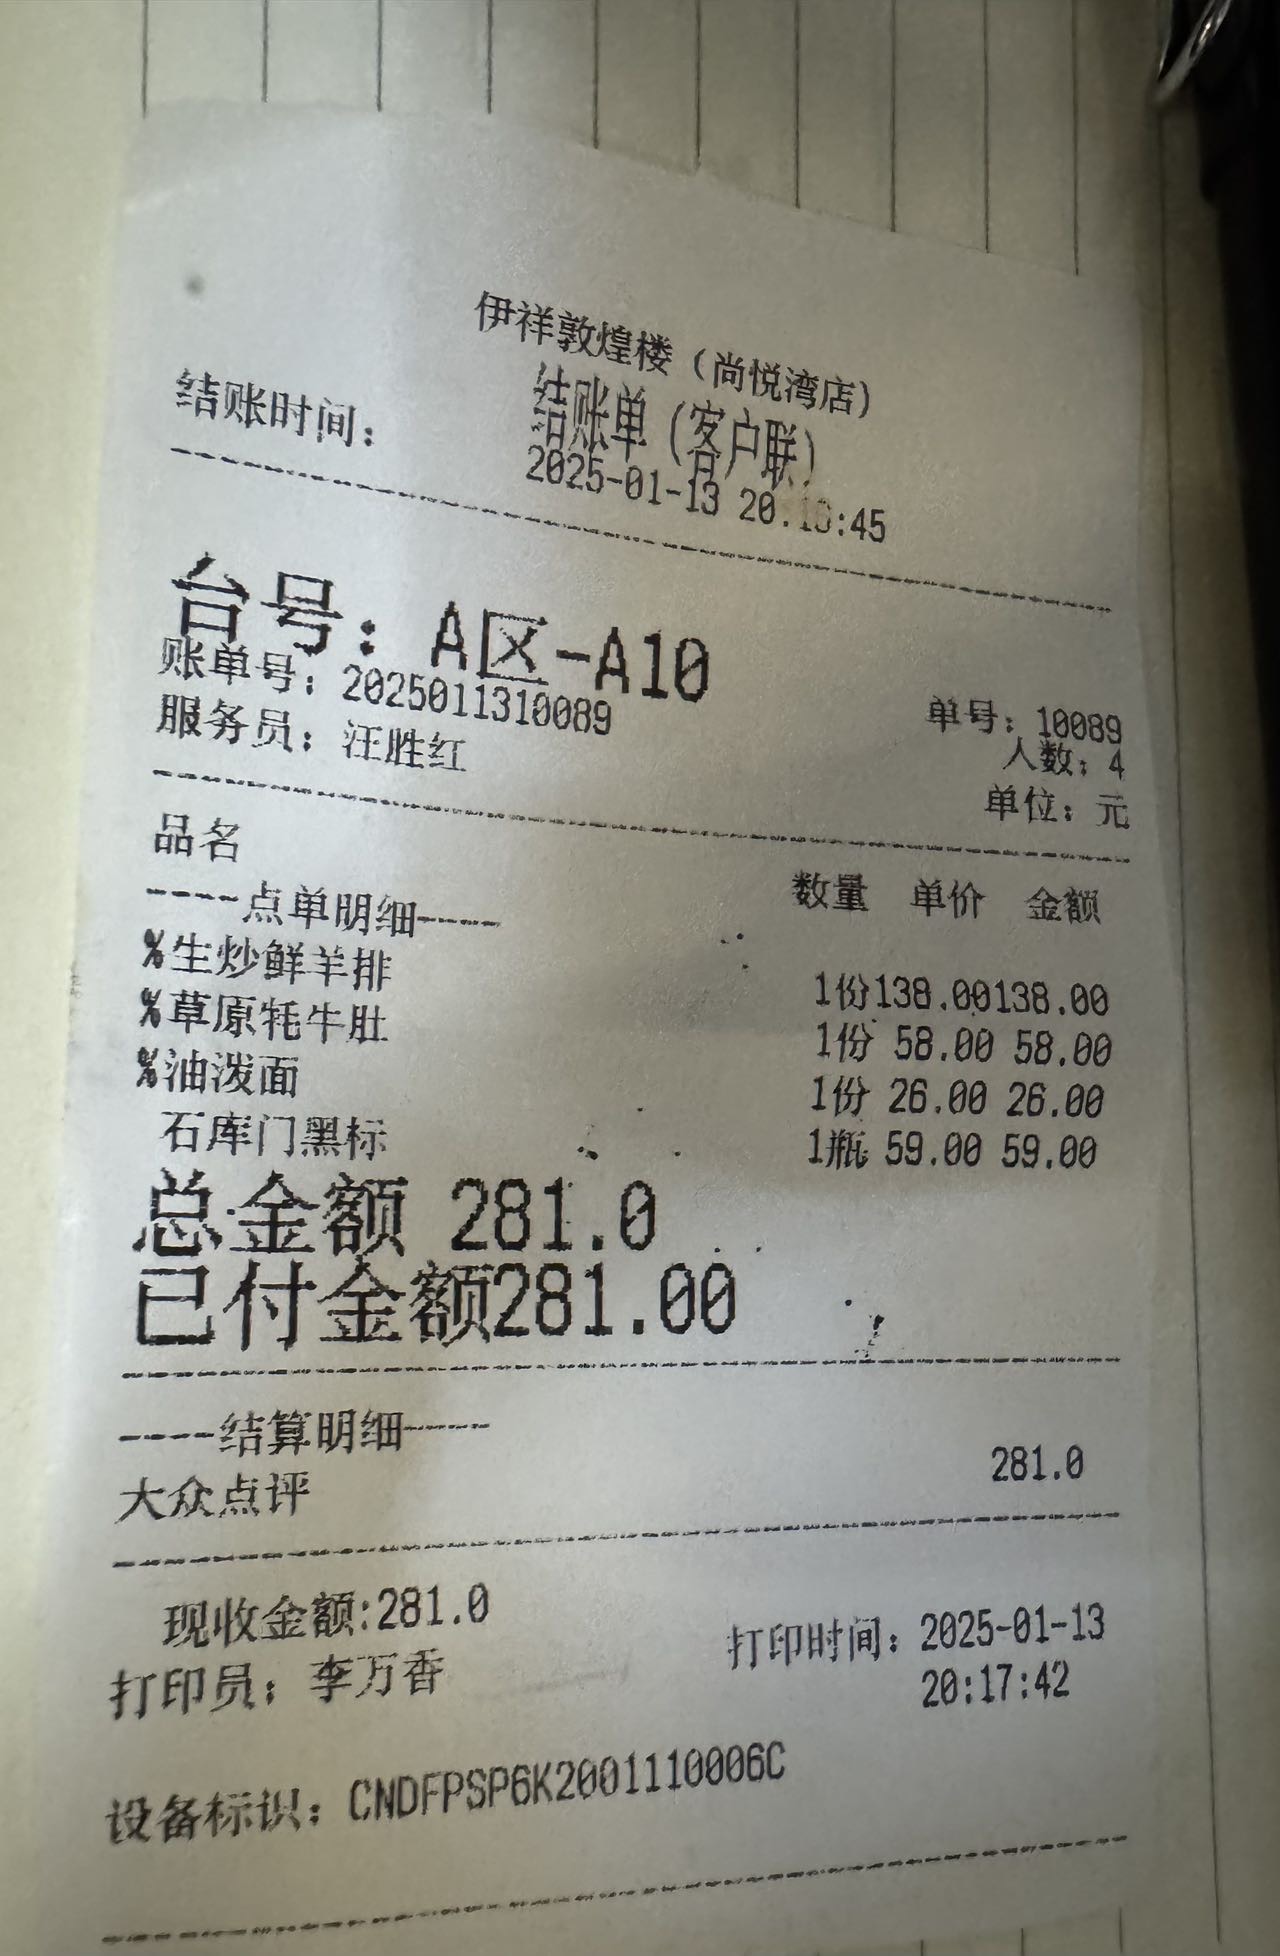 伊祥敦煌楼（尚悦湾店）
结账单（客户联）
结账时间： 2025-01-13
台号：A区-A10
账单号：2025011310089 单号：10089
服务员：汪胜红 人数：4
单位：元
品名 数量 单价 金额
----点单明细----
%生炒鲜羊排 1份138.00138.00
%草原牦牛肚 1份 58.00 58.00
%油泼面 1份 26.00 26.00
石库门黑标 1瓶 59.00 59.00
总金额 281.0
已付金额281.00
----结算明细----
大众点评 281.0
现收金额:281.0
打印员：李万香 打印时间：2025-01-13
20:17:42
设备标识：CNDFPSP6K2001110006C